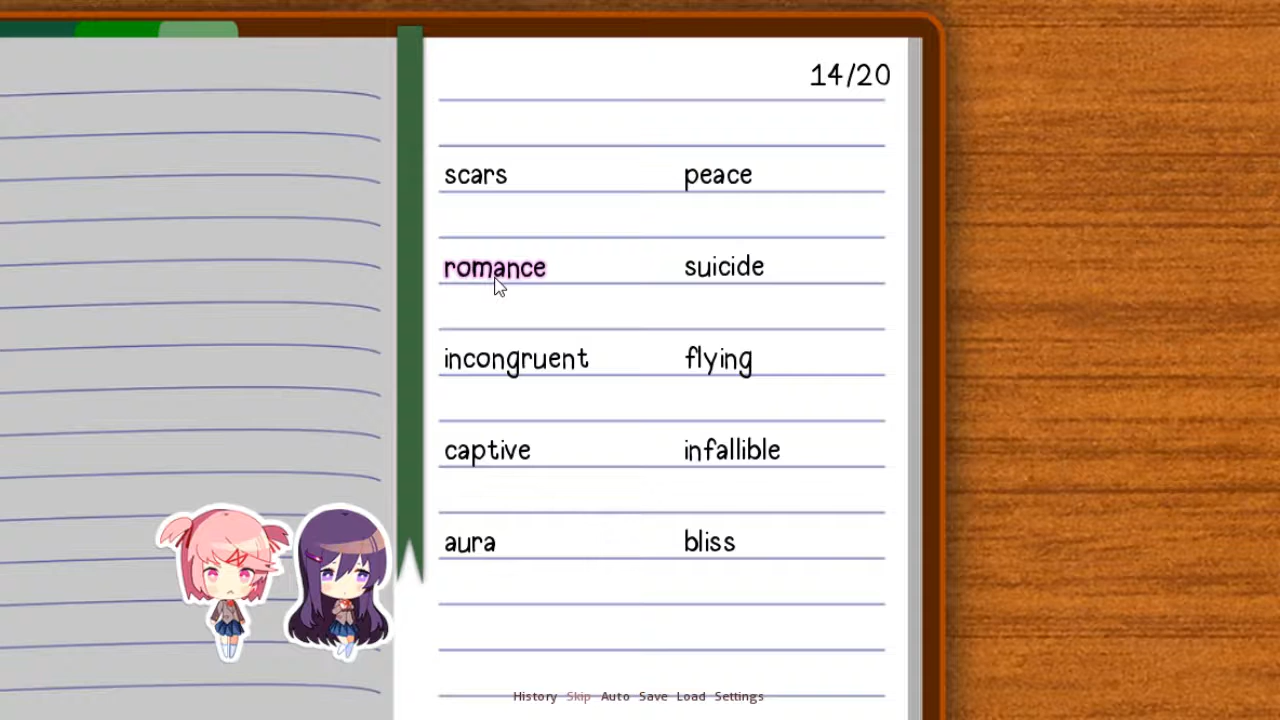 14/20
scars peace
romance suicide
incongruent flying
captive infallible
aura bliss
History Skip Auto Save Load Settings